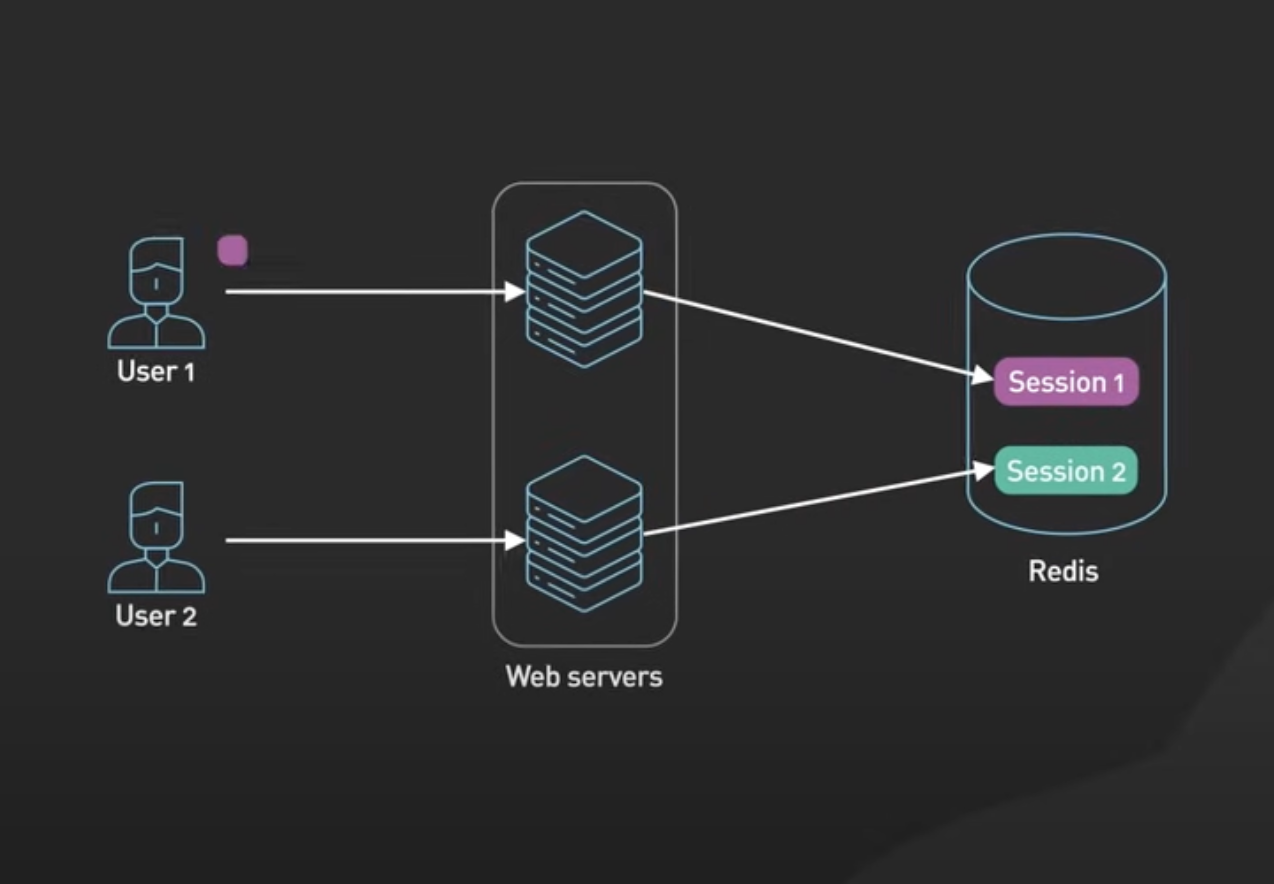 User 1
Session 1
Session 2
Redis
User 2
Web servers